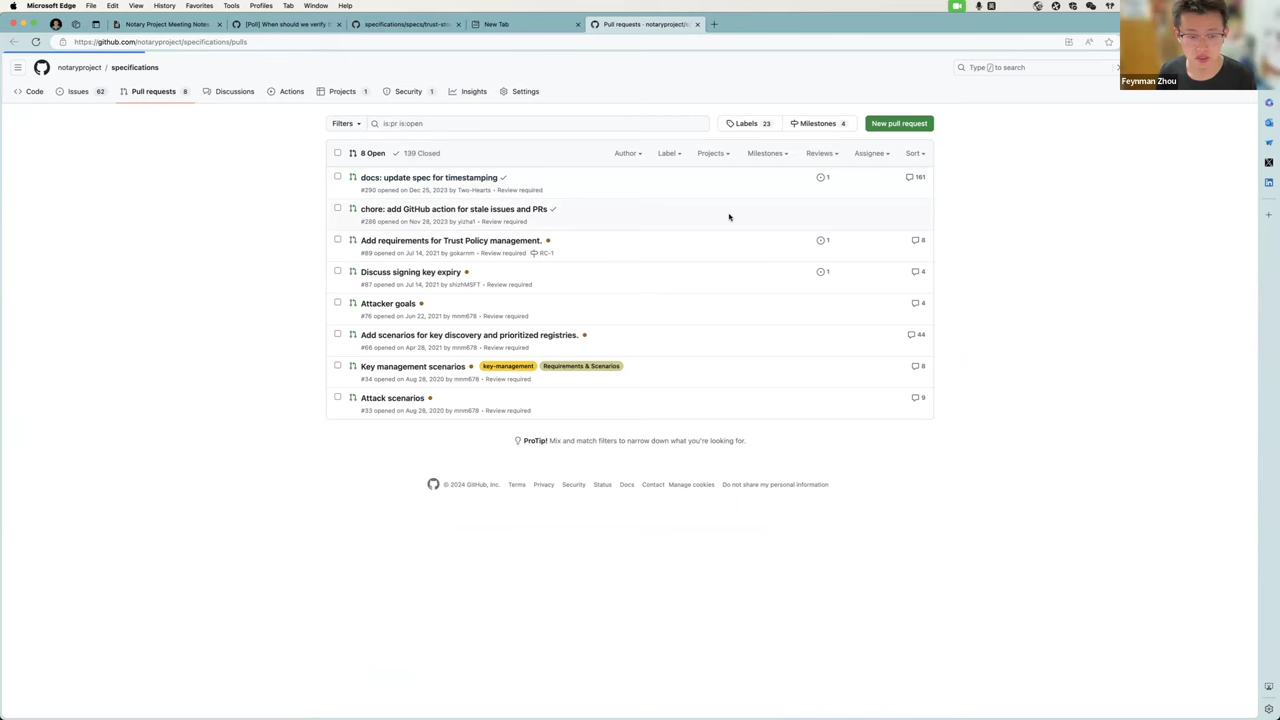 Microsoft Edge File Edit View History Favorites Tools Profiles Tab Window Help
Notary Project Meeting Notes
[Poll] When should we verify t
specifications/specs/trust-sto
New Tab
Pull requests · notaryproject/s
https://github.com/notaryproject/specifications/pulls
notaryproject / specifications
Type / to search
Code
Issues 62
Pull requests 8
Discussions
Actions
Projects 1
Security 1
Insights
Settings
Filters
is:pr is:open
Labels 23
Milestones 4
New pull request
8 Open 139 Closed
Author Label Projects Milestones Reviews Assignee Sort
docs: update spec for timestamping 1 161
#290 opened on Dec 25, 2023 by Two-Hearts • Review required
chore: add GitHub action for stale issues and PRs
#286 opened on Nov 28, 2023 by yizha1 • Review required
Add requirements for Trust Policy management. 1 8
#89 opened on Jul 14, 2021 by gokarnm • Review required RC-1
Discuss signing key expiry 1 4
#87 opened on Jul 14, 2021 by shizhMSFT • Review required
Attacker goals 4
#76 opened on Jun 22, 2021 by mnm678 • Review required
Add scenarios for key discovery and prioritized registries. 44
#66 opened on Apr 28, 2021 by mnm678 • Review required
Key management scenarios key-management Requirements & Scenarios 8
#34 opened on Aug 28, 2020 by mnm678 • Review required
Attack scenarios 9
#33 opened on Aug 28, 2020 by mnm678 • Review required
ProTip! Mix and match filters to narrow down what you're looking for.
© 2024 GitHub, Inc. Terms Privacy Security Status Docs Contact Manage cookies Do not share my personal information
Feynman Zhou